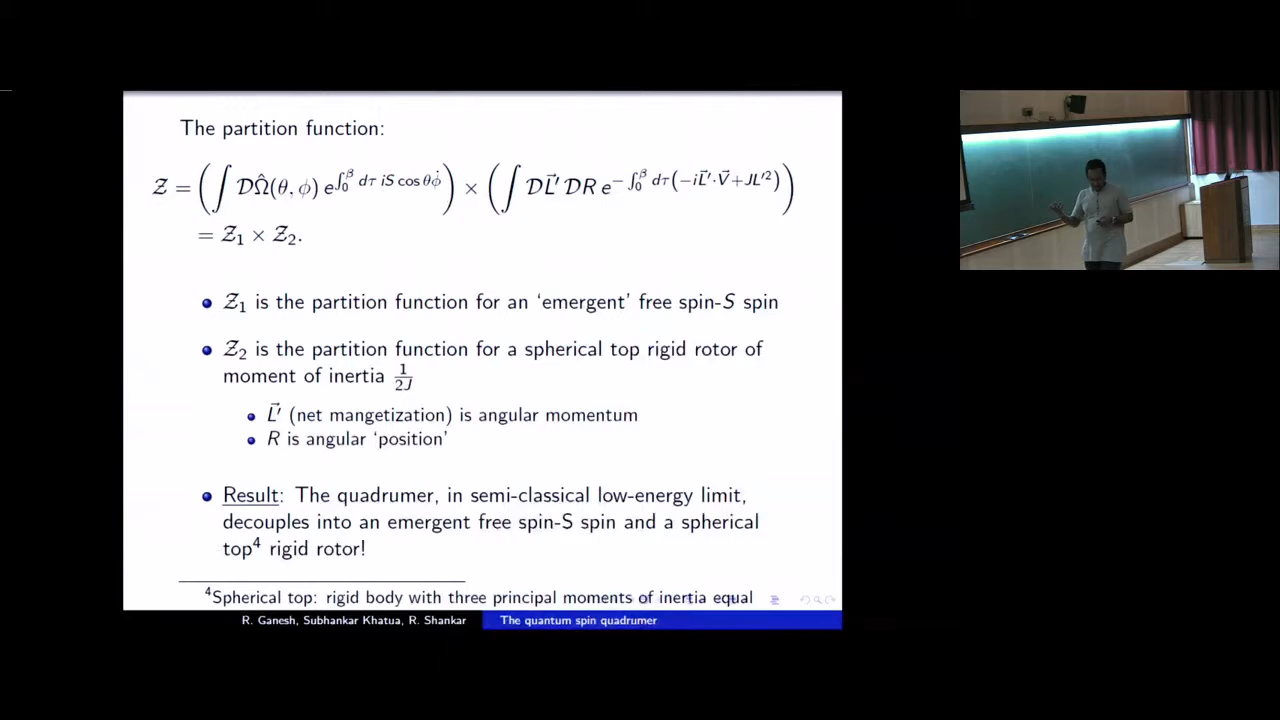 The partition function:
𝒵 = (∫ 𝒟Ω̂(θ, ϕ) e^{∫₀^β dτ iS cos θϕ̇}) × (∫ 𝒟L⃗′ 𝒟R e^{− ∫₀^β dτ(−iL⃗′·V⃗+JL′²)})
= 𝒵₁ × 𝒵₂.
• 𝒵₁ is the partition function for an ‘emergent’ free spin-S spin
• 𝒵₂ is the partition function for a spherical top rigid rotor of
moment of inertia 1/2J
• L⃗′ (net mangetization) is angular momentum
• R is angular ‘position’
• Result: The quadrumer, in semi-classical low-energy limit,
decouples into an emergent free spin-S spin and a spherical
top⁴ rigid rotor!
⁴Spherical top: rigid body with three principal moments of inertia equal
R. Ganesh, Subhankar Khatua, R. Shankar The quantum spin quadrumer